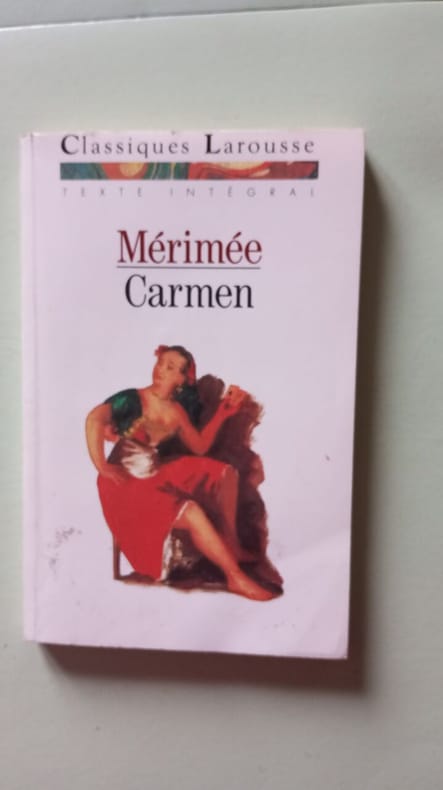 Classiques Larousse
TEXTE INTÉGRAL
Mérimée
Carmen